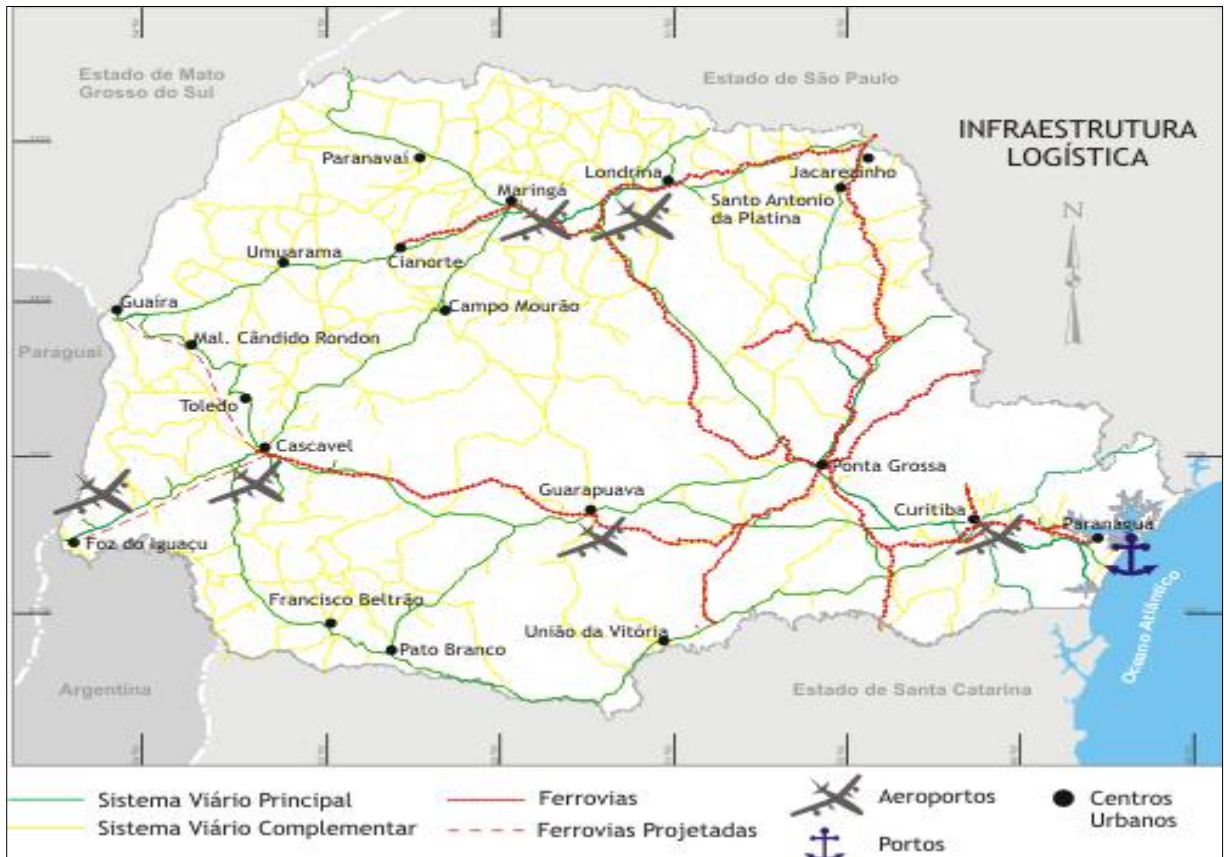 Estado de Mato
Grosso do Sul
Estado de São Paulo
INFRAESTRUTURA
LOGÍSTICA
N
Paranavaí
Londrina
Jacarezinho
Maringá
Santo Antonio
da Platina
Umuarama
Cianorte
Guaíra
Campo Mourão
Paraguai
Mal. Cândido Rondon
Toledo
Cascavel
Ponta Grossa
Guarapuava
Curitiba
Paranaguá
Foz do Iguaçu
Francisco Beltrão
União da Vitória
Pato Branco
Oceano Atlântico
Argentina
Estado de Santa Catarina
Sistema Viário Principal
Ferrovias
Aeroportos
Centros
Urbanos
Sistema Viário Complementar
Ferrovias Projetadas
Portos